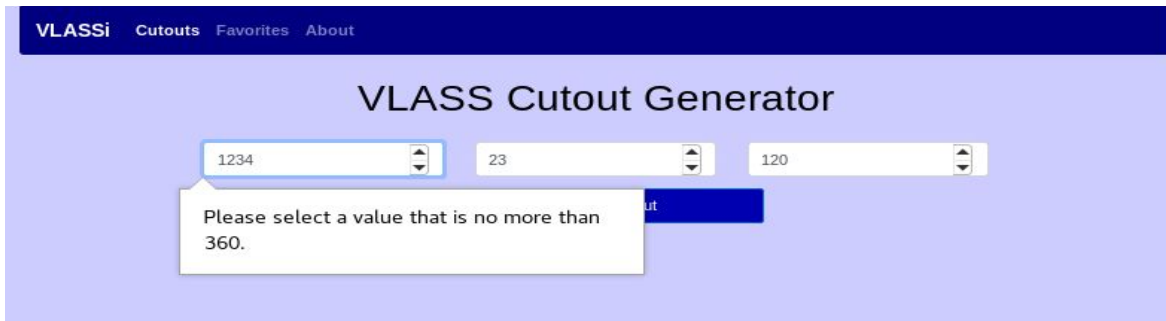 VLASSi Cutouts Favorites About
VLASS Cutout Generator
1234 23 120
ut
Please select a value that is no more than
360.